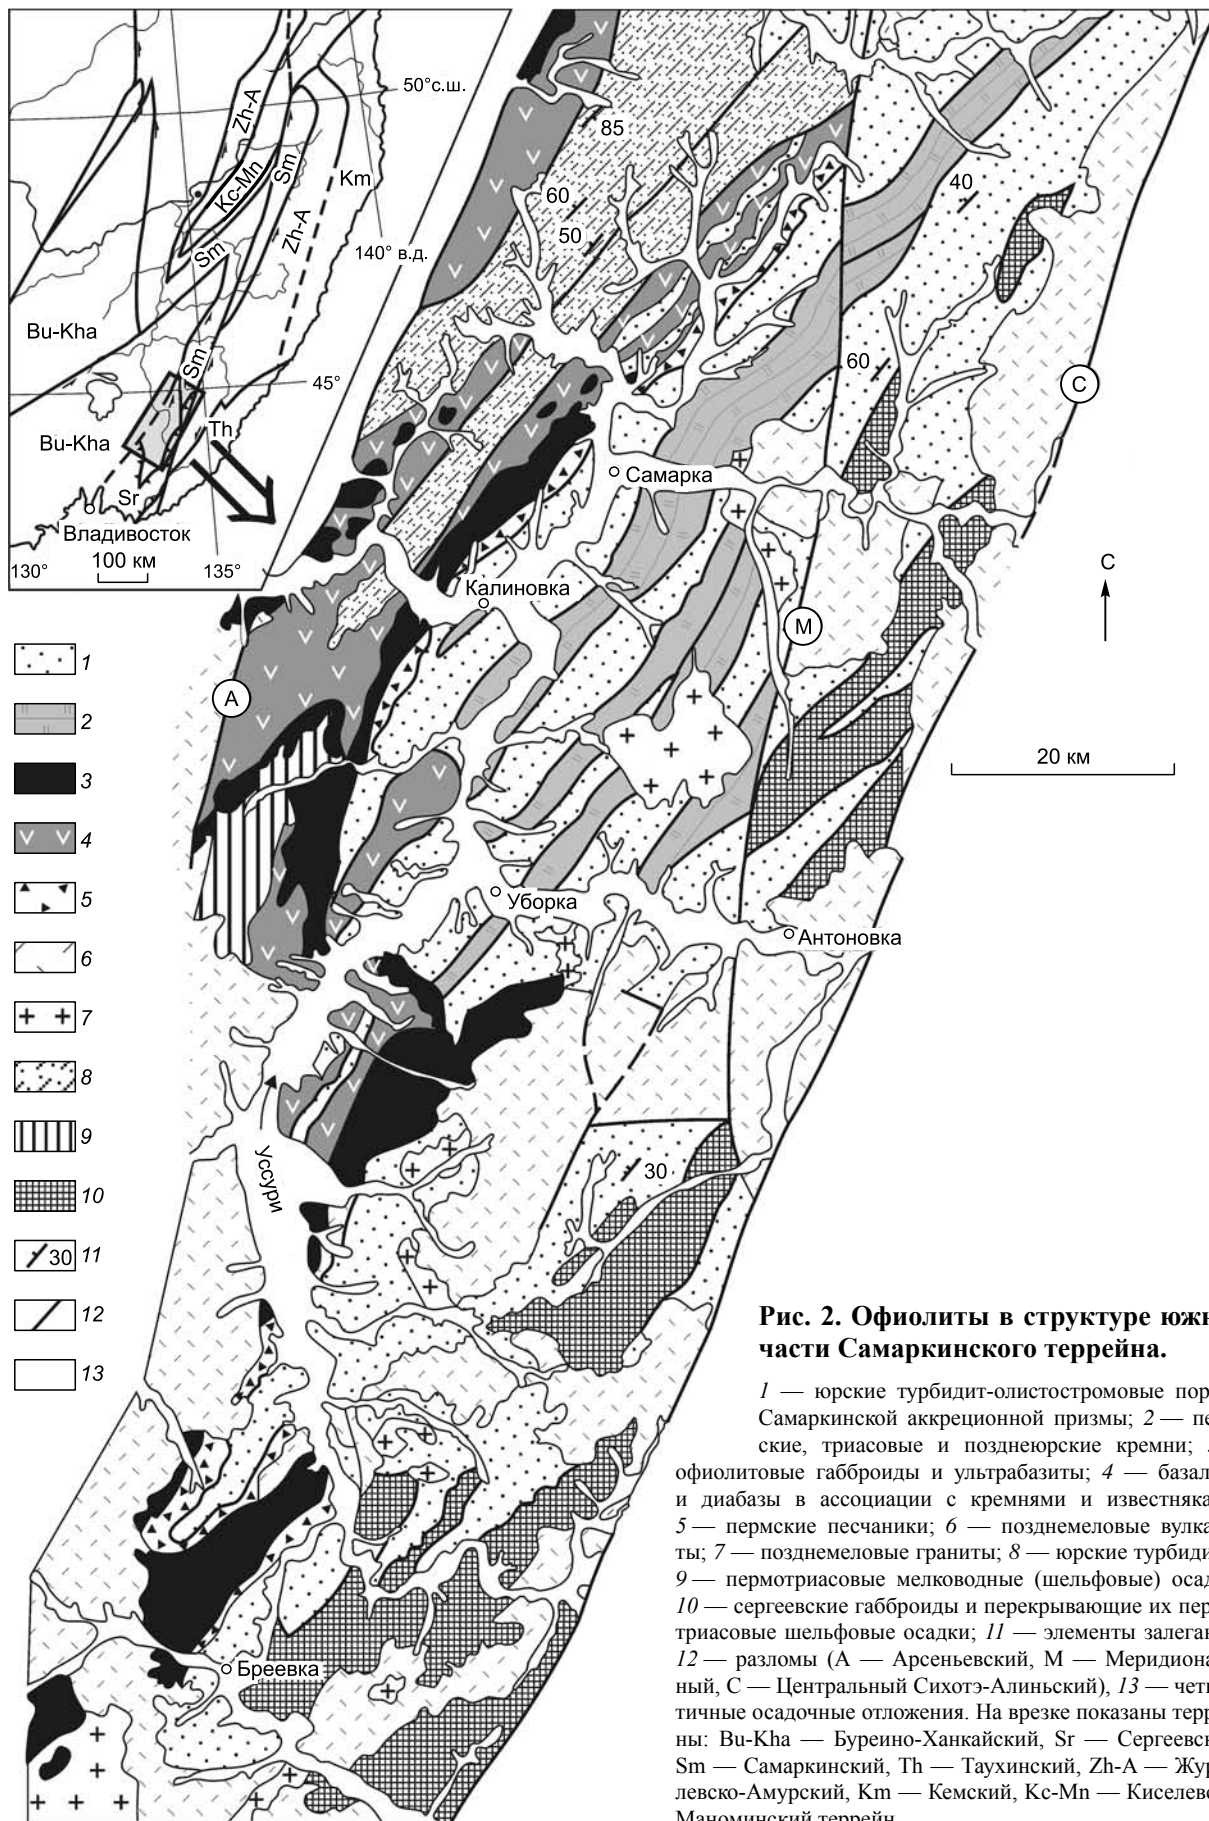 50°с.ш.
Zh-A
Kc-Mn
Sm
Km
Zh-A
Sm
140° в.д.
Bu-Kha
Sm
45°
Bu-Kha
Th
Sr
Владивосток
100 км
130°
135°
85
60
50
40
60
С
Самарка
Калиновка
С
М
А
20 км
Уборка
Антоновка
Уссури
30
Бреевка
1
2
3
4
5
6
7
8
9
10
30 11
12
13
Рис. 2. Офиолиты в структуре южн
части Самаркинского террейна.
1 — юрские турбидит-олистостромовые пор
Самаркинской аккреционной призмы; 2 — пе
ские, триасовые и позднеюрские кремни;
офиолитовые габброиды и ультрабазиты; 4 — базал
и диабазы в ассоциации с кремнями и известняка
5 — пермские песчаники; 6 — позднемеловые вулка
ты; 7 — позднемеловые граниты; 8 — юрские турбиди
9 — пермотриасовые мелководные (шельфовые) осад
10 — сергеевские габброиды и перекрывающие их пер
триасовые шельфовые осадки; 11 — элементы залеган
12 — разломы (А — Арсеньевский, М — Меридиона
ный, С — Центральный Сихотэ-Алиньский), 13 — четв
тичные осадочные отложения. На врезке показаны терр
ны: Bu-Kha — Буреино-Ханкайский, Sr — Сергеевск
Sm — Самаркинский, Th — Таухинский, Zh-A — Жур
левско-Амурский, Km — Кемский, Kc-Mn — Киселевс
Маноминский террейн